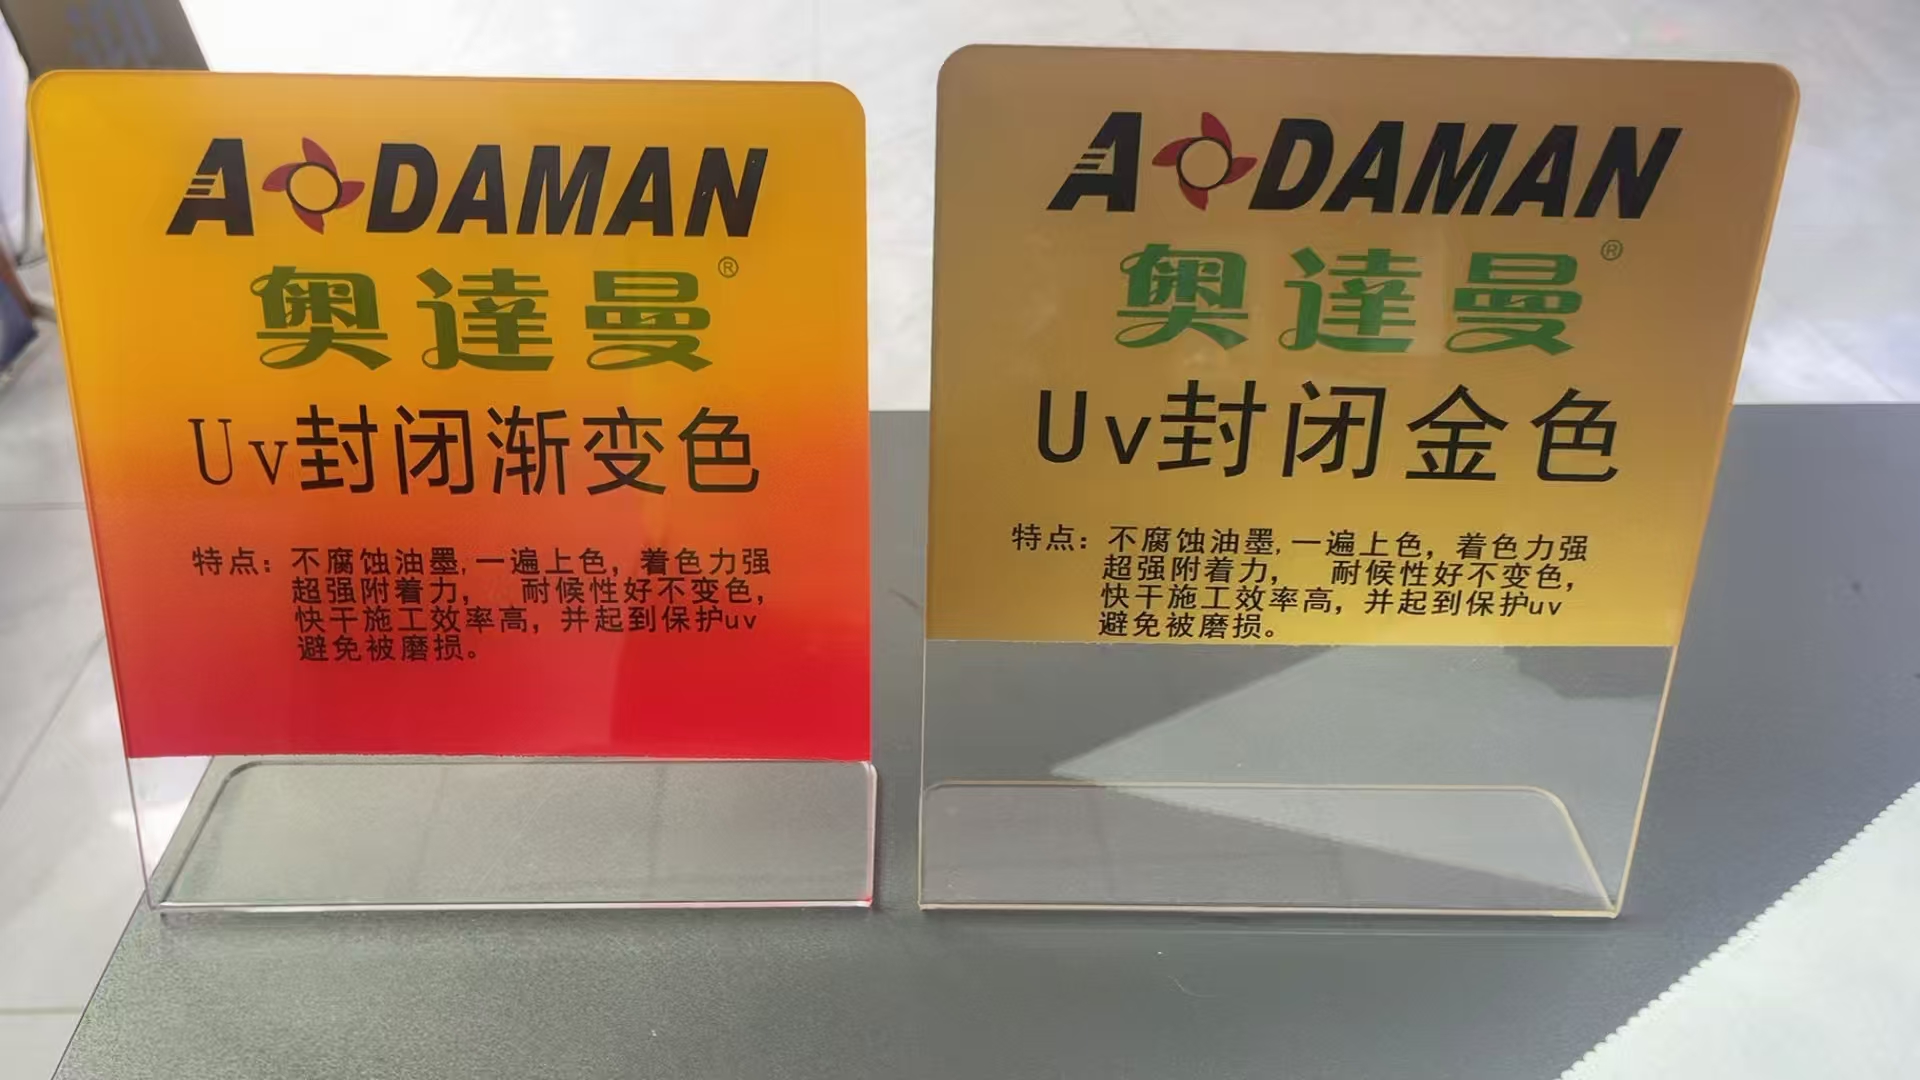 AODAMAN
奥達曼®
Uv封闭渐变色
特点：不腐蚀油墨,一遍上色，着色力强
超强附着力， 耐候性好不变色，
快干施工效率高，并起到保护uv
避免被磨损。
AODAMAN
奥達曼®
Uv封闭金色
特点：不腐蚀油墨,一遍上色，着色力强
超强附着力， 耐候性好不变色，
快干施工效率高，并起到保护uv
避免被磨损。